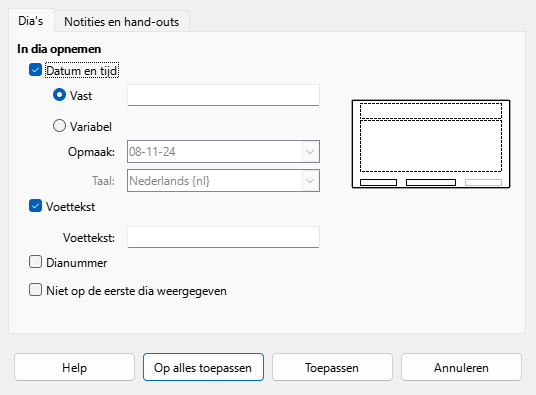 Dia's
Notities en hand-outs
In dia opnemen
Datum en tijd
Vast
Variabel
Opmaak: 08-11-24
Taal: Nederlands {nl}
Voettekst
Voettekst:
Dianummer
Niet op de eerste dia weergegeven
Help
Op alles toepassen
Toepassen
Annuleren